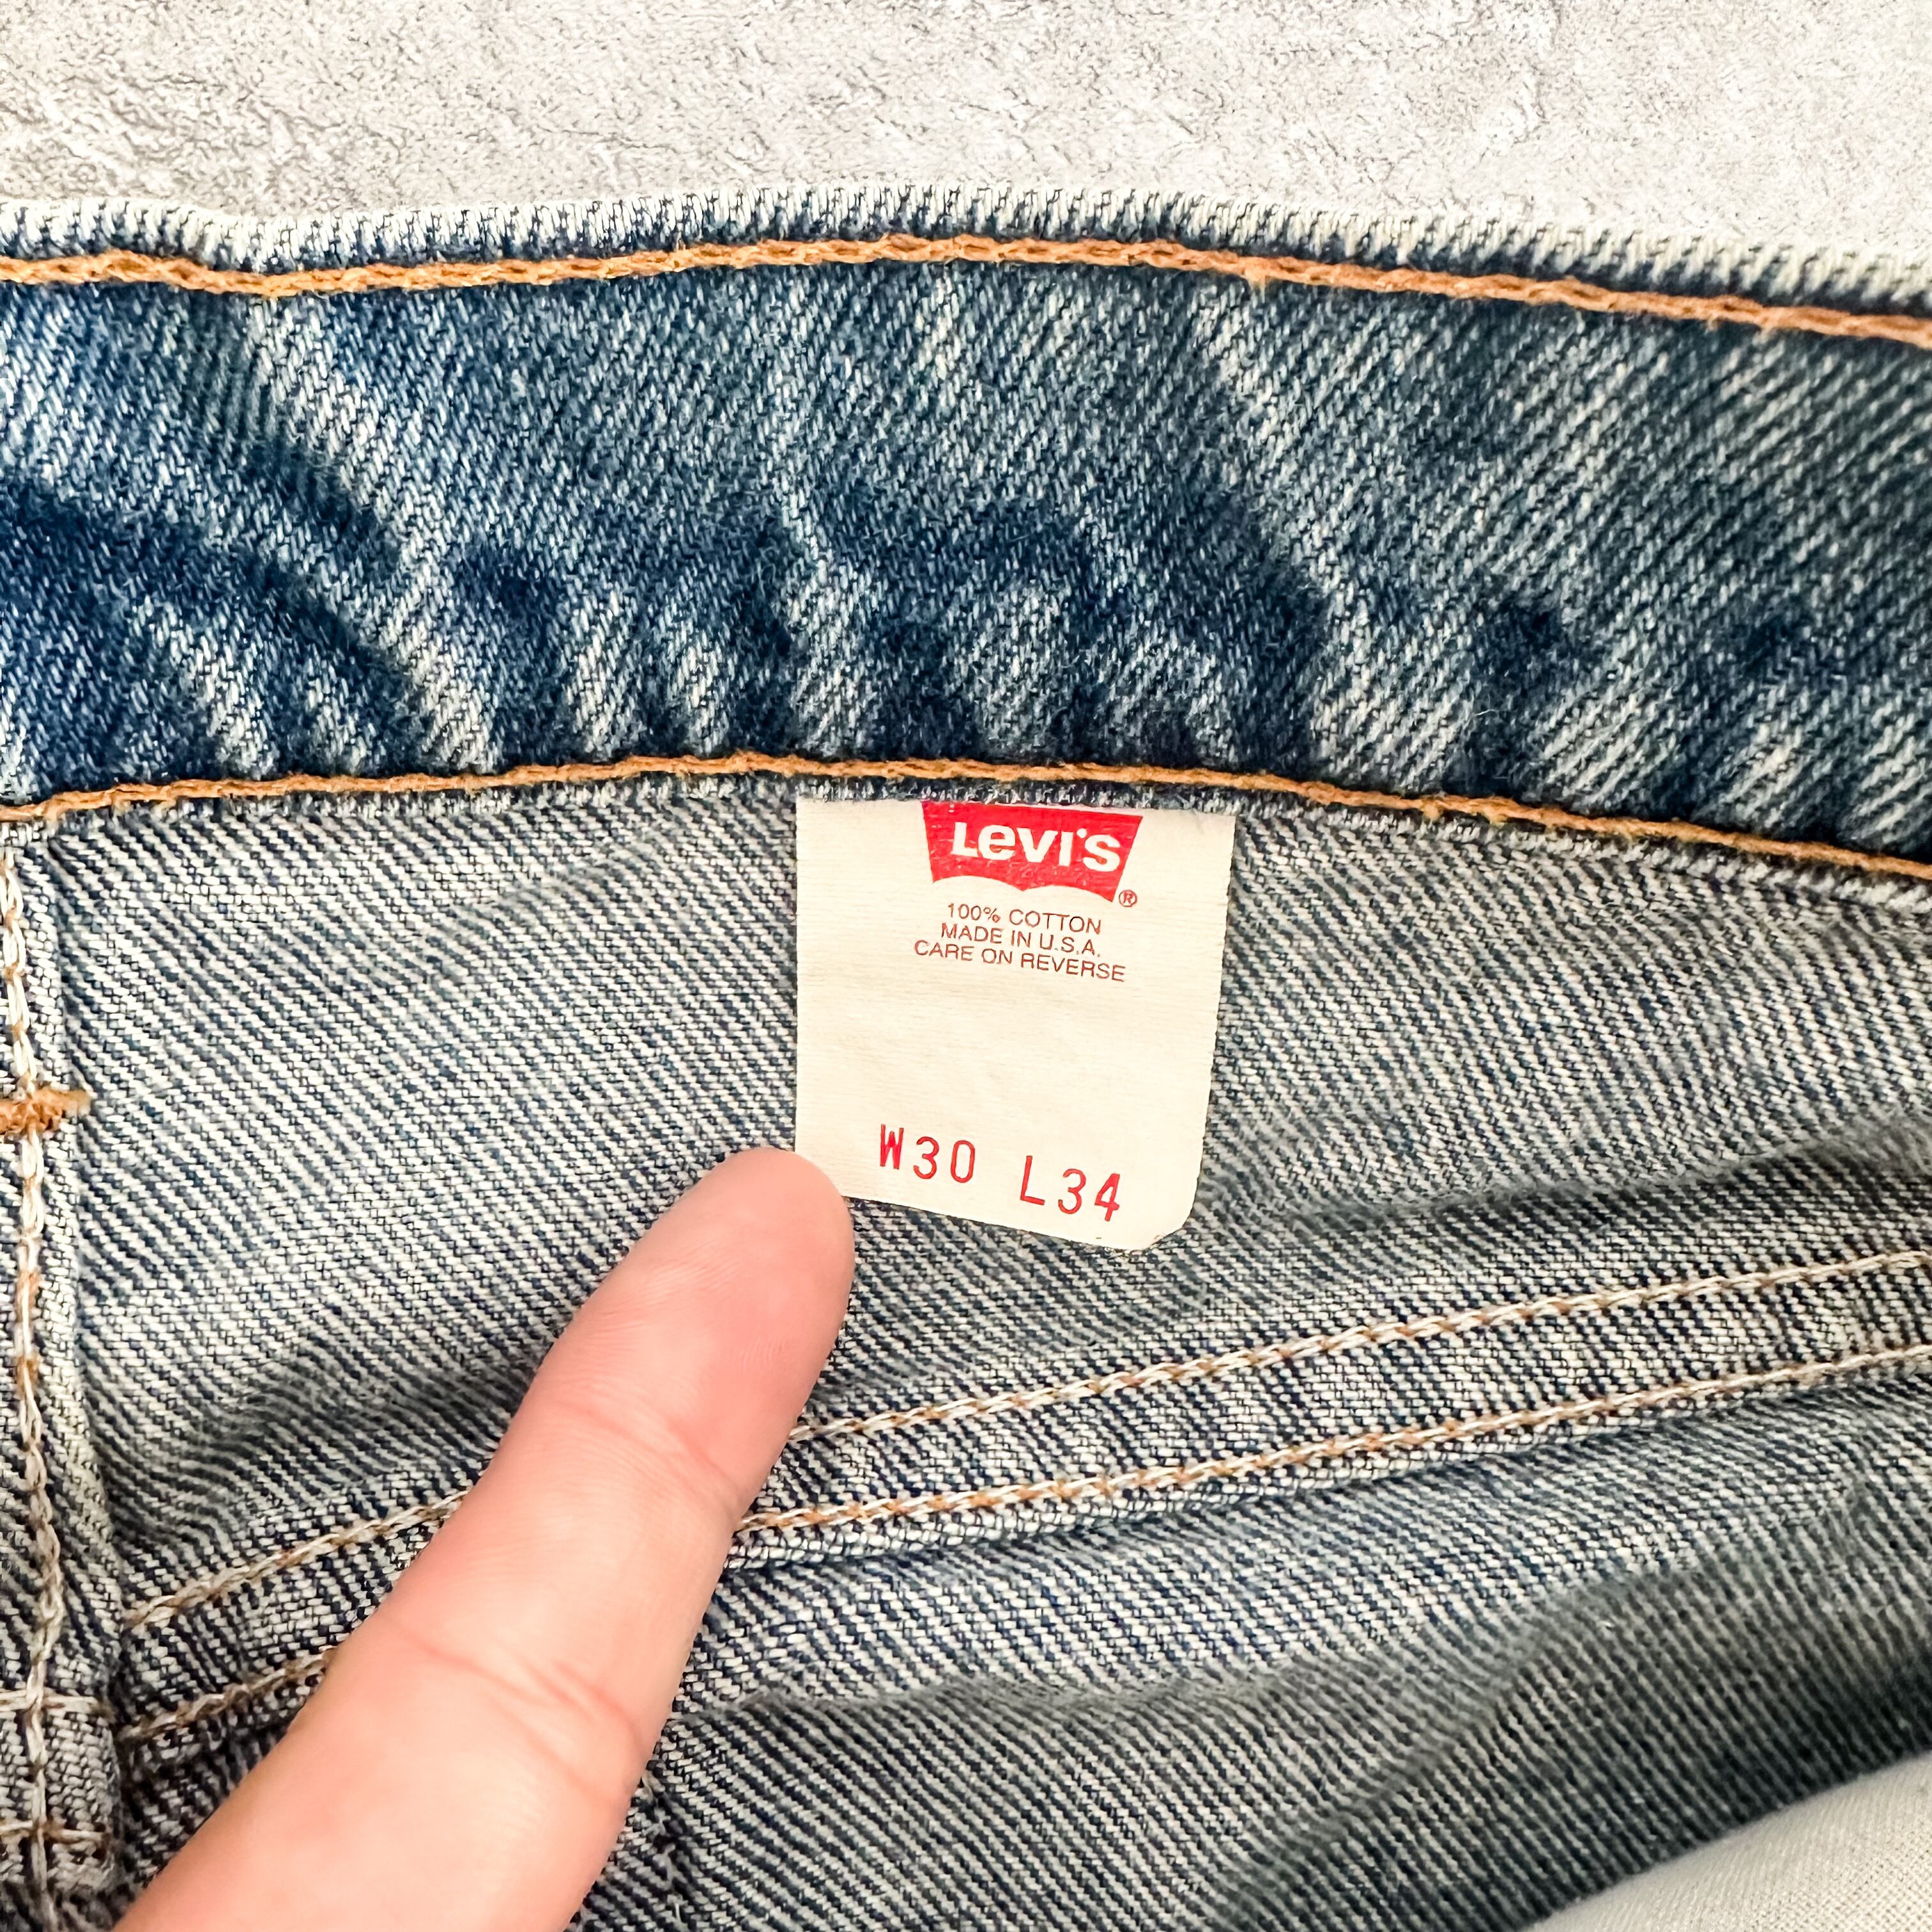 Levi's
®
100% COTTON
MADE IN U.S.A.
CARE ON REVERSE
W30 L34